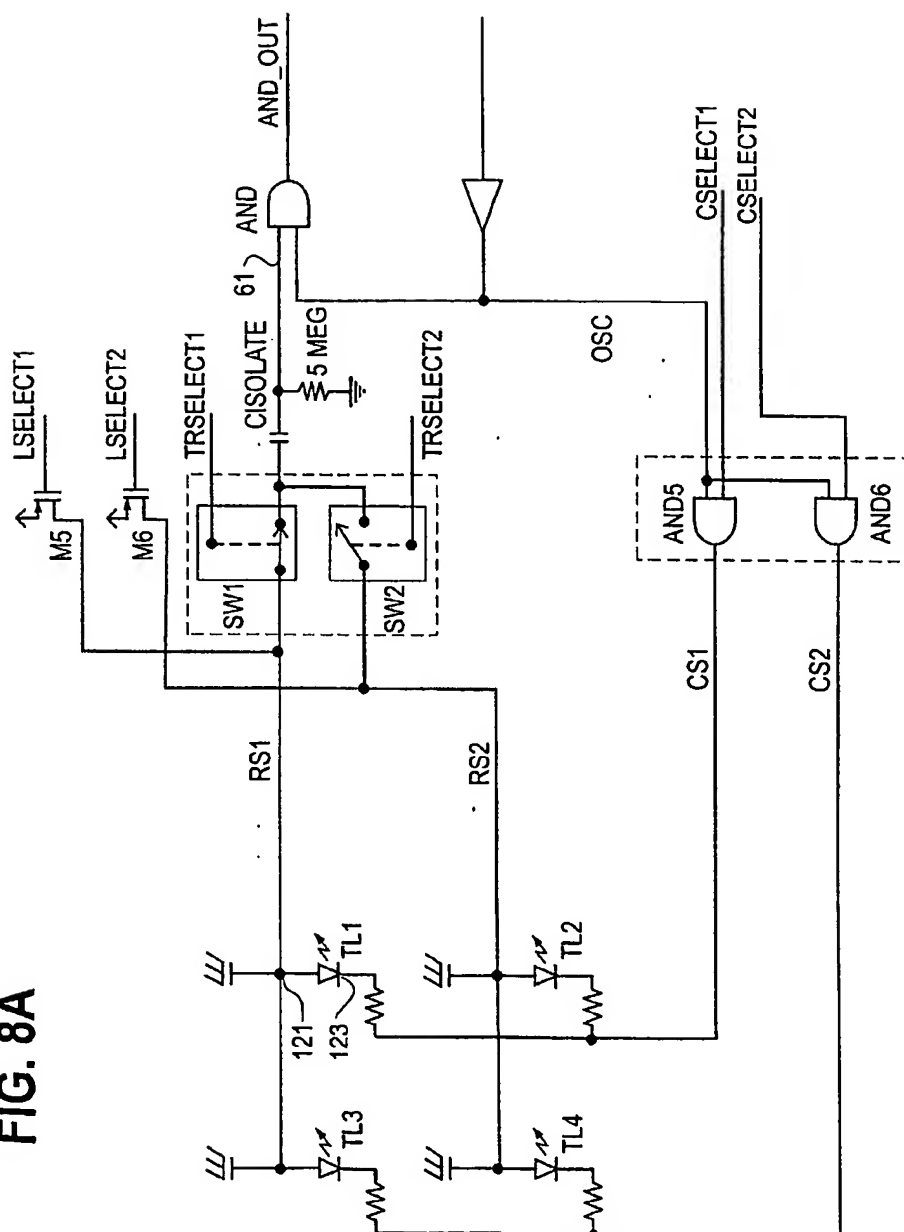 FIG. 8A
LSELECT1
LSELECT2
M5
M6
TRSELECT1
TRSELECT2
SW1
SW2
CISOLATE
5 MEG
61
AND
AND_OUT
RS1
RS2
OSC
CSELECT1
CSELECT2
AND5
AND6
CS1
CS2
121
123
TL1
TL2
TL3
TL4